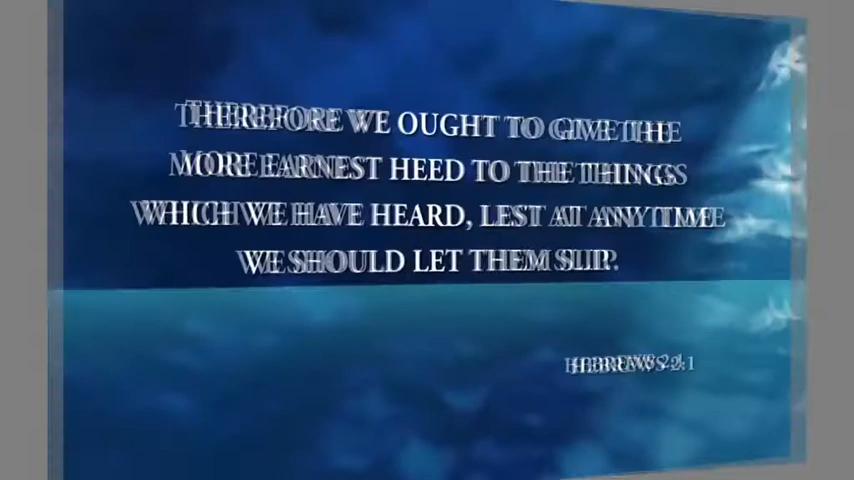 THEREFORE WE OUGHT TO GIVE THE
MORE EARNEST HEED TO THE THINGS
WHICH WE HAVE HEARD, LEST AT ANY TIME
WE SHOULD LET THEM SLIP.
HEBREWS 2:1